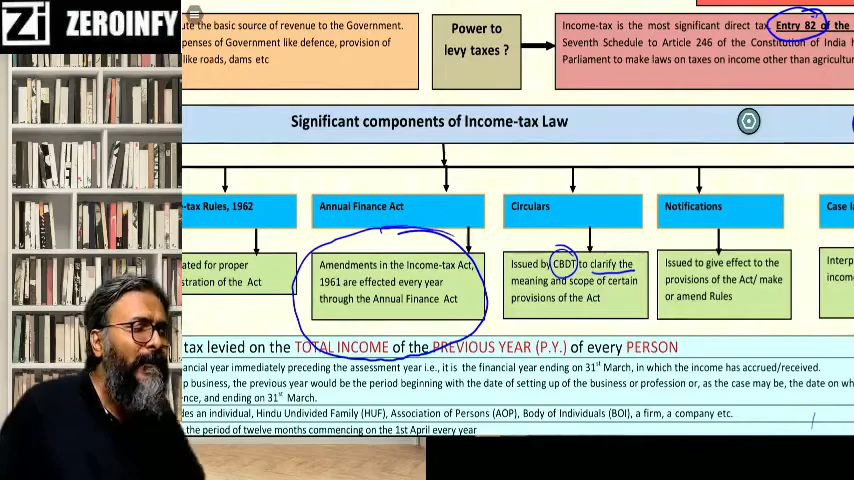 Zi ZEROINFY
ute the basic source of revenue to the Government.
penses of Government like defence, provision of
like roads, dams etc
Power to
levy taxes ?
Income-tax is the most significant direct tax. Entry 82 of the
Seventh Schedule to Article 246 of the Constitution of India h
Parliament to make laws on taxes on income other than agricultur
Significant components of Income-tax Law
-tax Rules, 1962
Annual Finance Act
Circulars
Notifications
Case la
ated for proper
stration of the Act
Amendments in the Income-tax Act,
1961 are effected every year
through the Annual Finance Act
Issued by CBDT to clarify the
meaning and scope of certain
provisions of the Act
Issued to give effect to the
provisions of the Act/ make
or amend Rules
Interp
income
tax levied on the TOTAL INCOME of the PREVIOUS YEAR (P.Y.) of every PERSON
ancial year immediately preceding the assessment year i.e., it is the financial year ending on 31st March, in which the income has accrued/received.
p business, the previous year would be the period beginning with the date of setting up of the business or profession or, as the case may be, the date on wh
ence, and ending on 31st March.
des an individual, Hindu Undivided Family (HUF), Association of Persons (AOP), Body of Individuals (BOI), a firm, a company etc.
the period of twelve months commencing on the 1st April every year